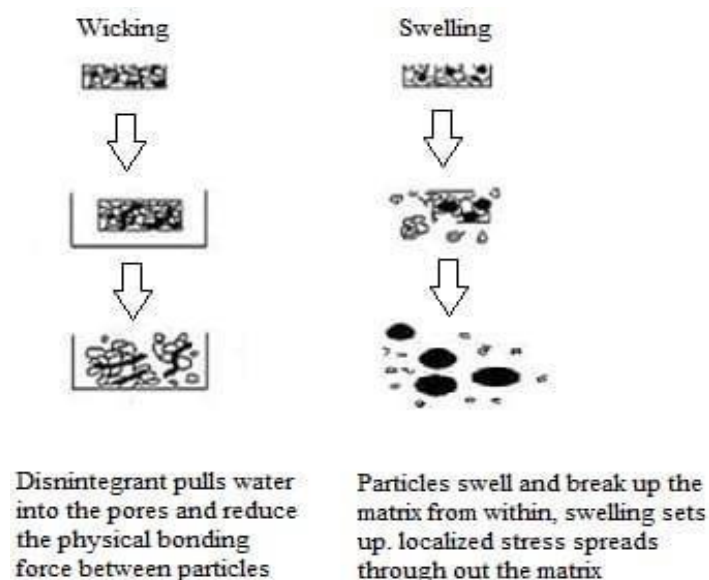 Wicking
Swelling
Disnintegrant pulls water
into the pores and reduce
the physical bonding
force between particles
Particles swell and break up the
matrix from within, swelling sets
up. localized stress spreads
through out the matrix